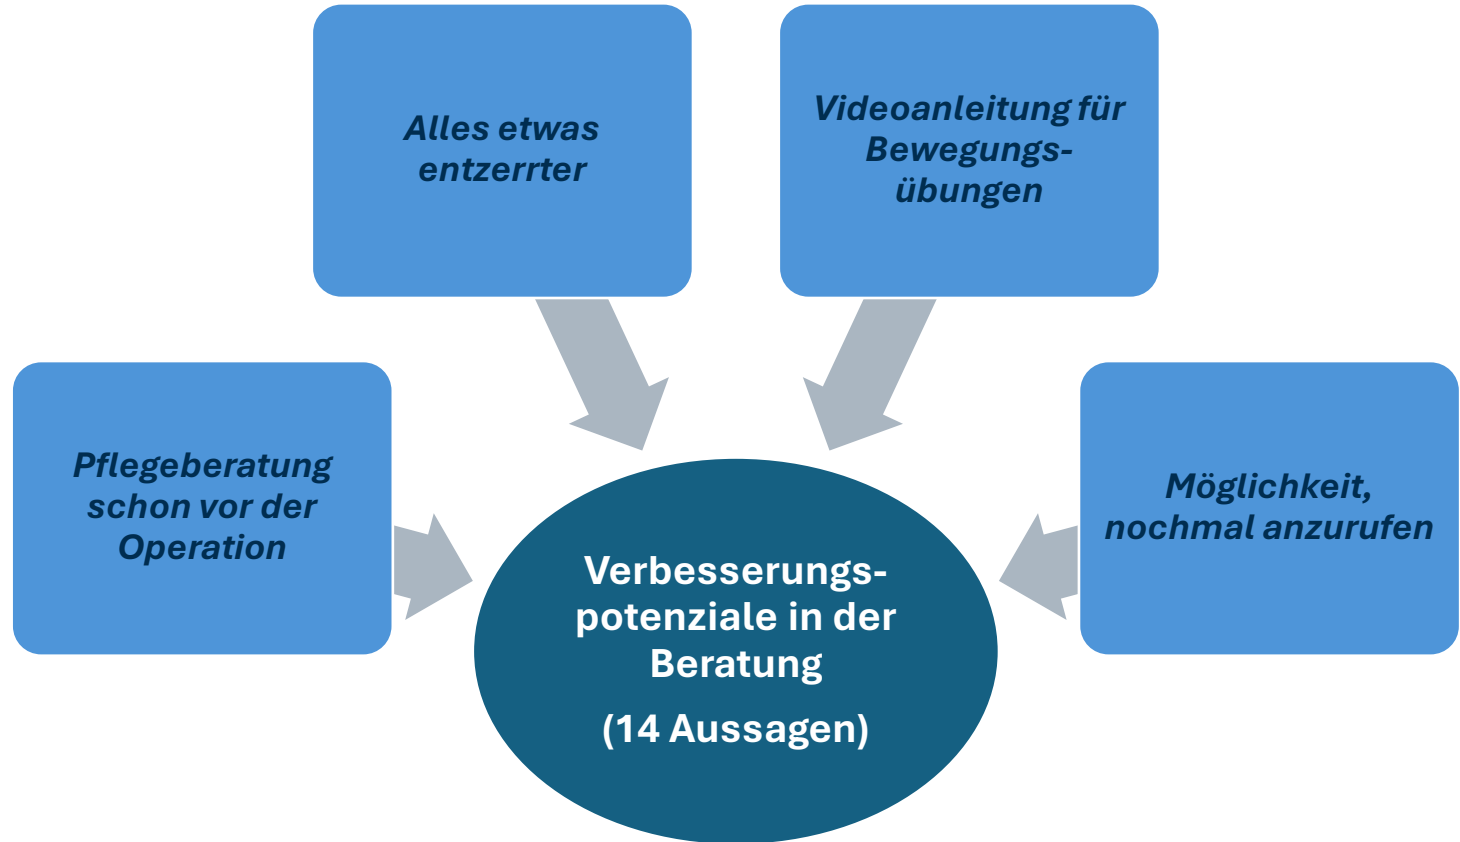 Alles etwas
entzerrter
Videoanleitung für
Bewegungs-
übungen
Pflegeberatung
schon vor der
Operation
Möglichkeit,
nochmal anzurufen
Verbesserungs-
potenziale in der
Beratung
(14 Aussagen)